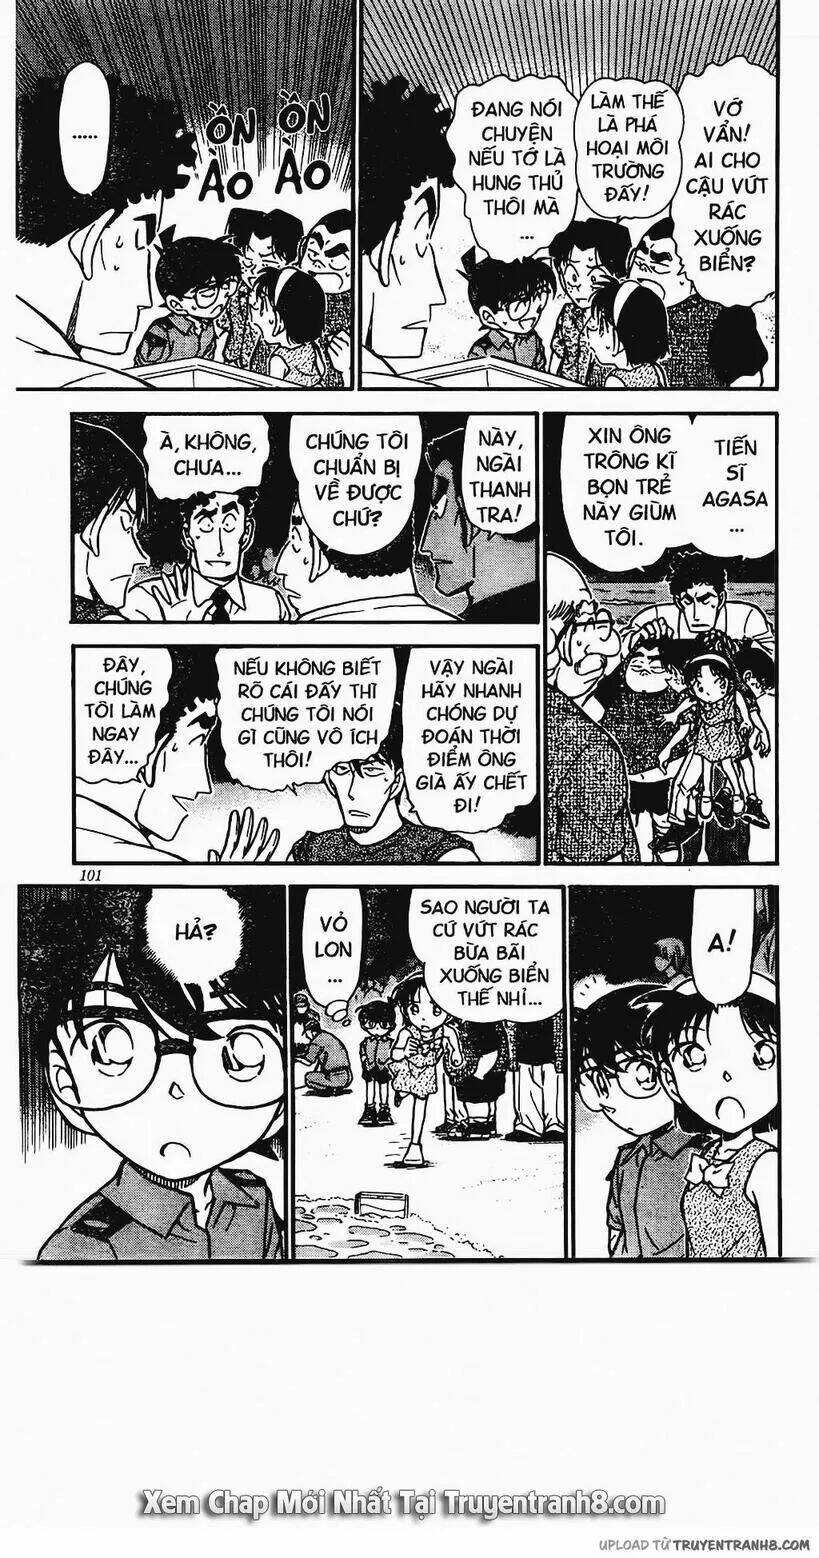 VỚ
VẨN!
AI CHO
CẬU VỨT
RÁC
XUỐNG
BIỂN?
LÀM THẾ
LÀ PHÁ
HOẠI MÔI
TRƯỜNG
ĐẤY!
ĐANG NÓI
CHUYỆN
NẾU TỚ LÀ
HUNG THỦ
THÔI MÀ
...
ỒN
ÀO
ỒN
ÀO
......
TIẾN
SĨ
AGASA
...
XIN ÔNG
TRÔNG KĨ
BỌN TRẺ
NÀY GIÙM
TÔI.
NÀY,
NGÀI
THANH
TRA!
CHÚNG TÔI
CHUẨN BỊ
VỀ ĐƯỢC
CHỨ?
À, KHÔNG,
CHƯA...
VẬY NGÀI
HÃY NHANH
CHÓNG DỰ
ĐOÁN THỜI
ĐIỂM ÔNG
GIÀ ẤY CHẾT
ĐI!
NẾU KHÔNG BIẾT
RÕ CÁI ĐẤY THÌ
CHÚNG TÔI NÓI
GÌ CŨNG VÔ ÍCH
THÔI!
ĐÂY,
CHÚNG
TÔI LÀM
NGAY
ĐÂY...
101
A!
SAO NGƯỜI TA
CỨ VỨT RÁC
BỪA BÃI
XUỐNG BIỂN
THẾ NHỈ...
VỎ
LON
...
HẢ?
Xem Chap Mới Nhất Tại Truyentranh8.com
UPLOAD TỪ TRUYENTRANH8.COM